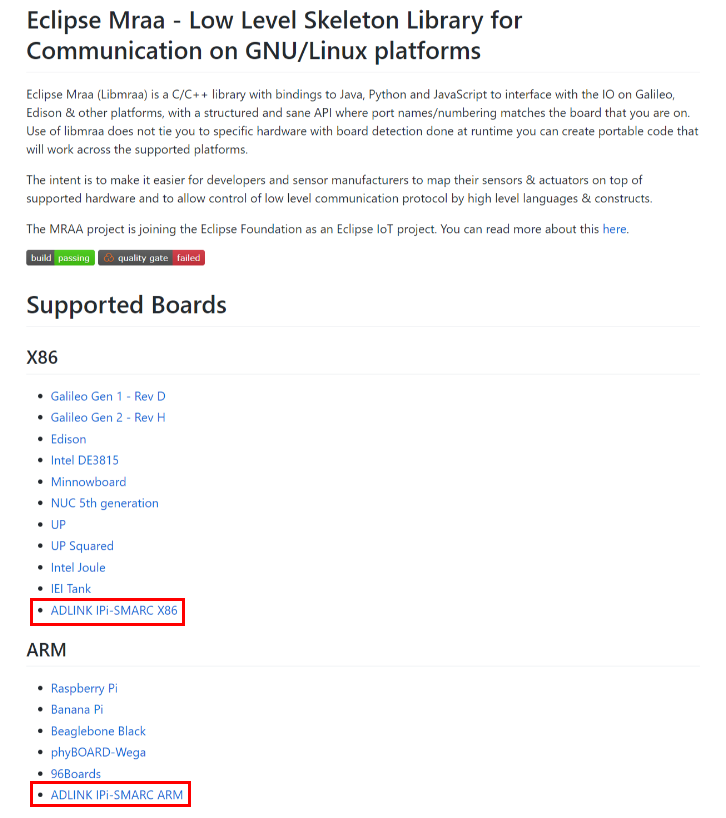 Eclipse Mraa - Low Level Skeleton Library for
Communication on GNU/Linux platforms
Eclipse Mraa (Libmraa) is a C/C++ library with bindings to Java, Python and JavaScript to interface with the IO on Galileo,
Edison & other platforms, with a structured and sane API where port names/numbering matches the board that you are on.
Use of libmraa does not tie you to specific hardware with board detection done at runtime you can create portable code that
will work across the supported platforms.
The intent is to make it easier for developers and sensor manufacturers to map their sensors & actuators on top of
supported hardware and to allow control of low level communication protocol by high level languages & constructs.
The MRAA project is joining the Eclipse Foundation as an Eclipse IoT project. You can read more about this here.
build passing quality gate failed
Supported Boards
X86
Galileo Gen 1 - Rev D
Galileo Gen 2 - Rev H
Edison
Intel DE3815
Minnowboard
NUC 5th generation
UP
UP Squared
Intel Joule
IEI Tank
ADLINK IPi-SMARC X86
ARM
Raspberry Pi
Banana Pi
Beaglebone Black
phyBOARD-Wega
96Boards
ADLINK IPi-SMARC ARM